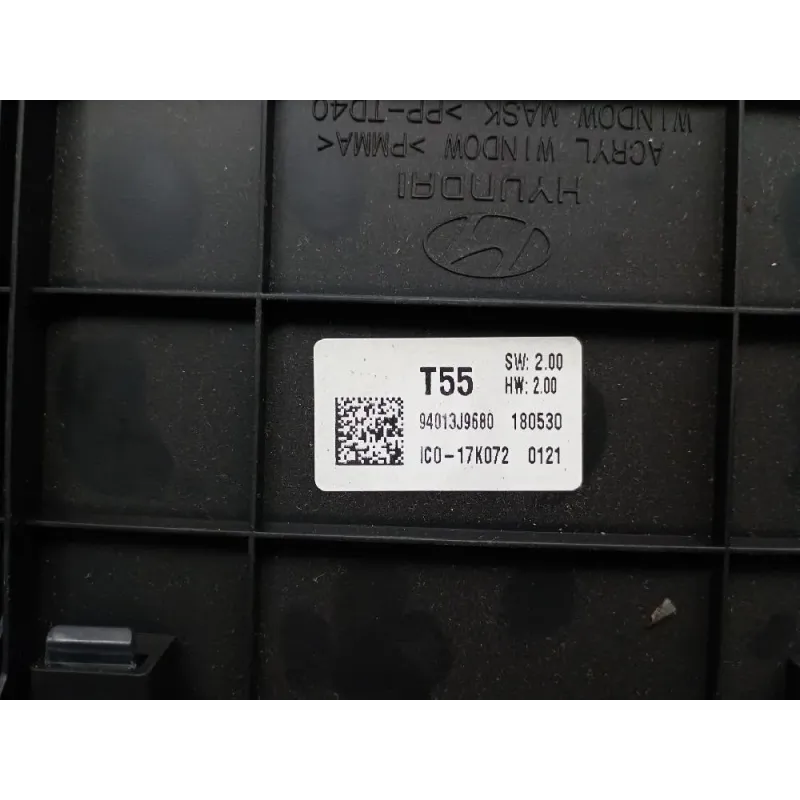 HYUNDAI
ACRYL WINDOW >PMMA<
WINDOW MASK >PP-TD40
T55
SW: 2.00
HW: 2.00
94013J9680 180530
IC0-17K072 0121